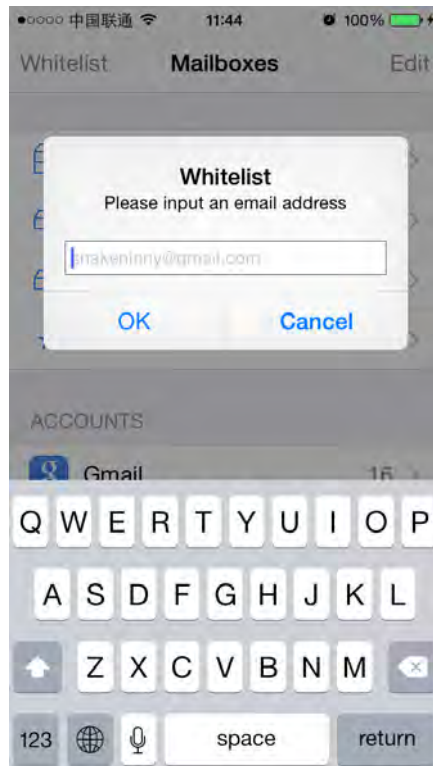 ●○○○○ 中国联通 11:44 100%
Whitelist Mailboxes Edit
Whitelist
Please input an email address
snakeninny@gmail.com
OK Cancel
ACCOUNTS
Gmail 16
Q W E R T Y U I O P
A S D F G H J K L
Z X C V B N M
123 space return